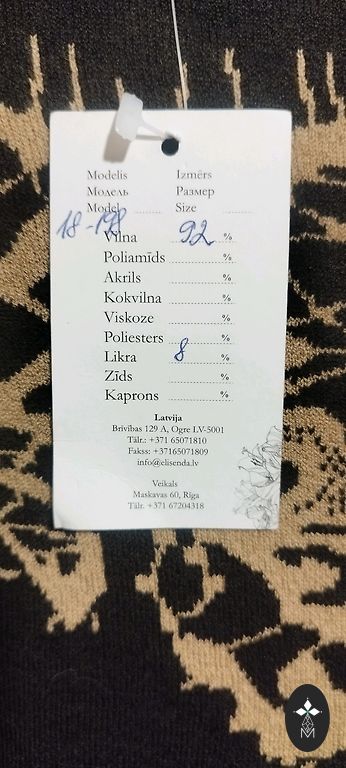 Modelis Izmērs
Модель Размер
Model Size
18-198
Vilna 92 %
Poliamīds %
Akrils %
Kokvilna %
Viskoze %
Poliesters %
Likra 8 %
Zīds %
Kaprons %
Latvija
Brīvības 129 A, Ogre LV-5001
Tālr.: +371 65071810
Fakss: +37165071809
info@elisenda.lv
Veikals
Maskavas 60, Rīga
Tālr. +371 67204318